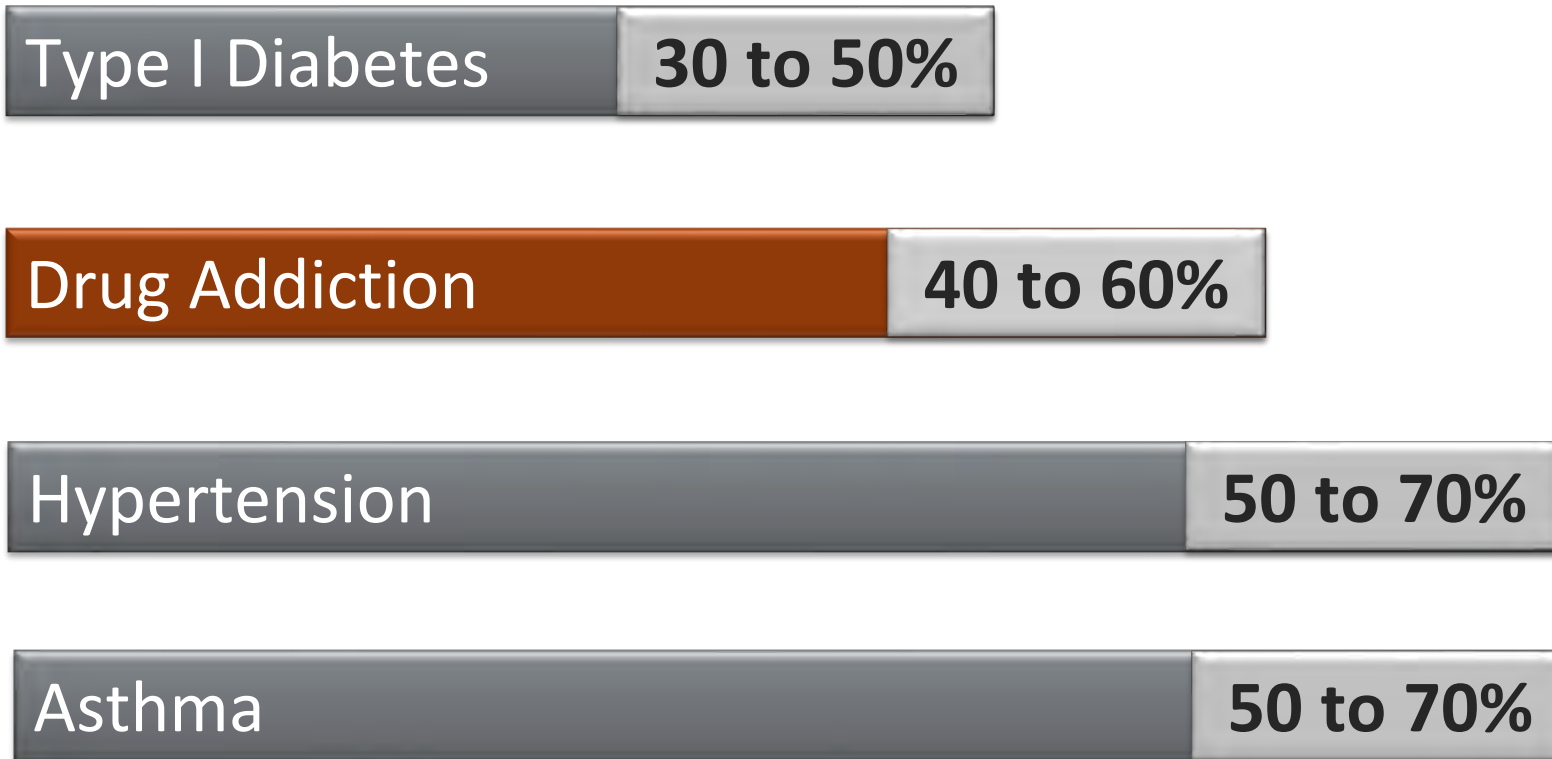 Type I Diabetes 30 to 50%
Drug Addiction 40 to 60%
Hypertension 50 to 70%
Asthma 50 to 70%